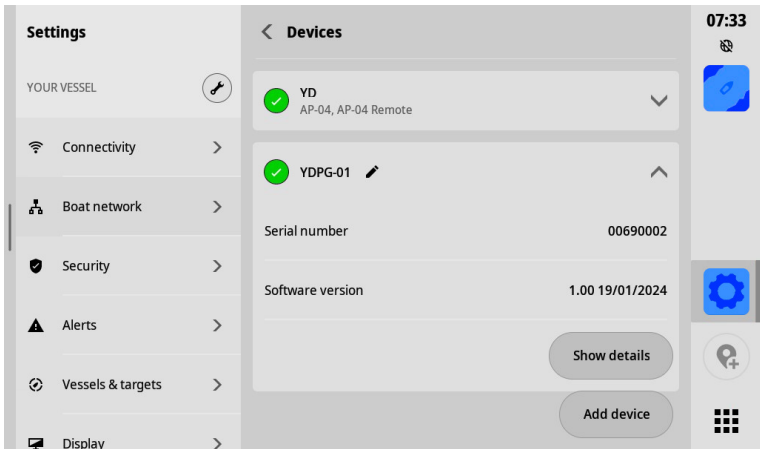 Settings
YOUR VESSEL
Connectivity
Boat network
Security
Alerts
Vessels & targets
Display
Devices
YD
AP-04, AP-04 Remote
YDPG-01
Serial number 00690002
Software version 1.00 19/01/2024
Show details
Add device
07:33